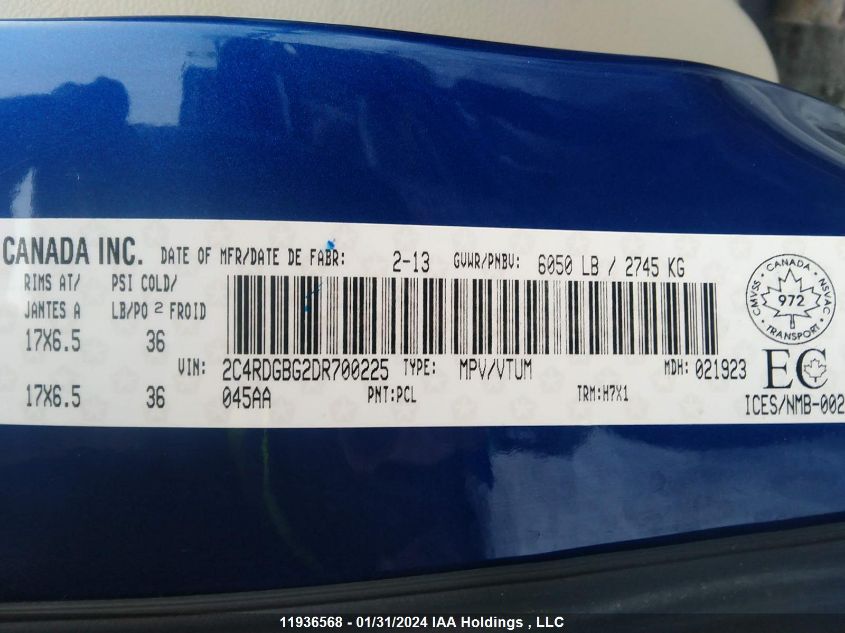 CANADA INC. DATE OF MFR/DATE DE FABR: 2-13 GVWR/PNBV: 6050 LB / 2745 KG
RIMS AT/ PSI COLD/
JANTES A LB/PO 2 FROID
17X6.5 36
VIN: 2C4RDGBG2DR700225 TYPE: MPV/VTUM MDH: 021923
17X6.5 36 045AA PNT:PCL TRM:H7X1
CANADA
CMVSS 972 NSVAC
TRANSPORT
EC
ICES/NMB-002
11936568 - 01/31/2024 IAA Holdings , LLC